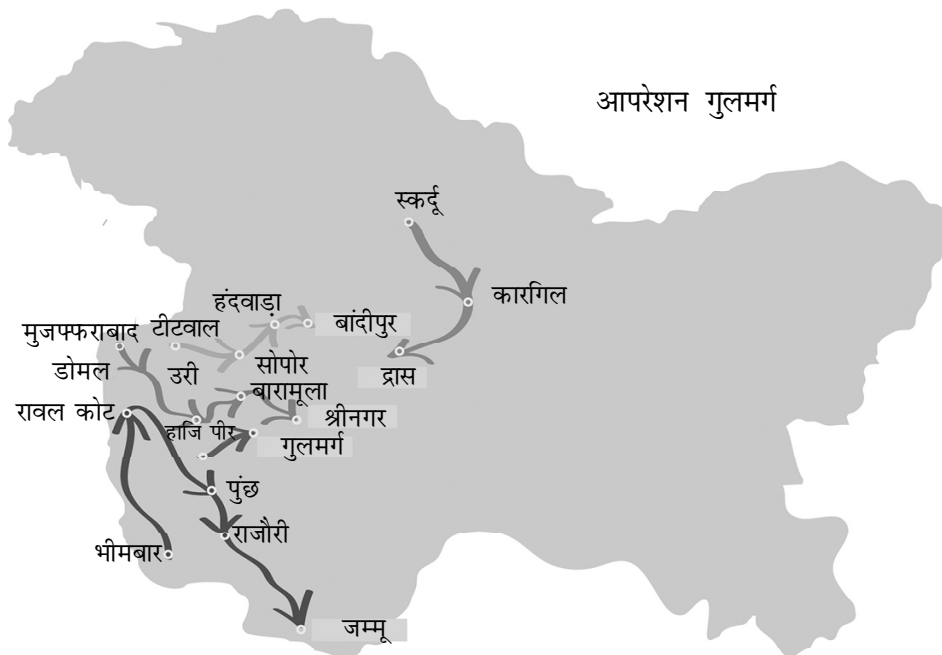 आपरेशन गुलमर्ग
स्कर्दू
कारगिल
हंदवाड़ा
बांदीपुर
मुजफ्फराबाद
टीटवाल
सोपोर
द्रास
डोमल
उरी
बारामूला
रावल कोट
श्रीनगर
हाजि पीर
गुलमर्ग
पुंछ
राजौरी
भीमबार
जम्मू